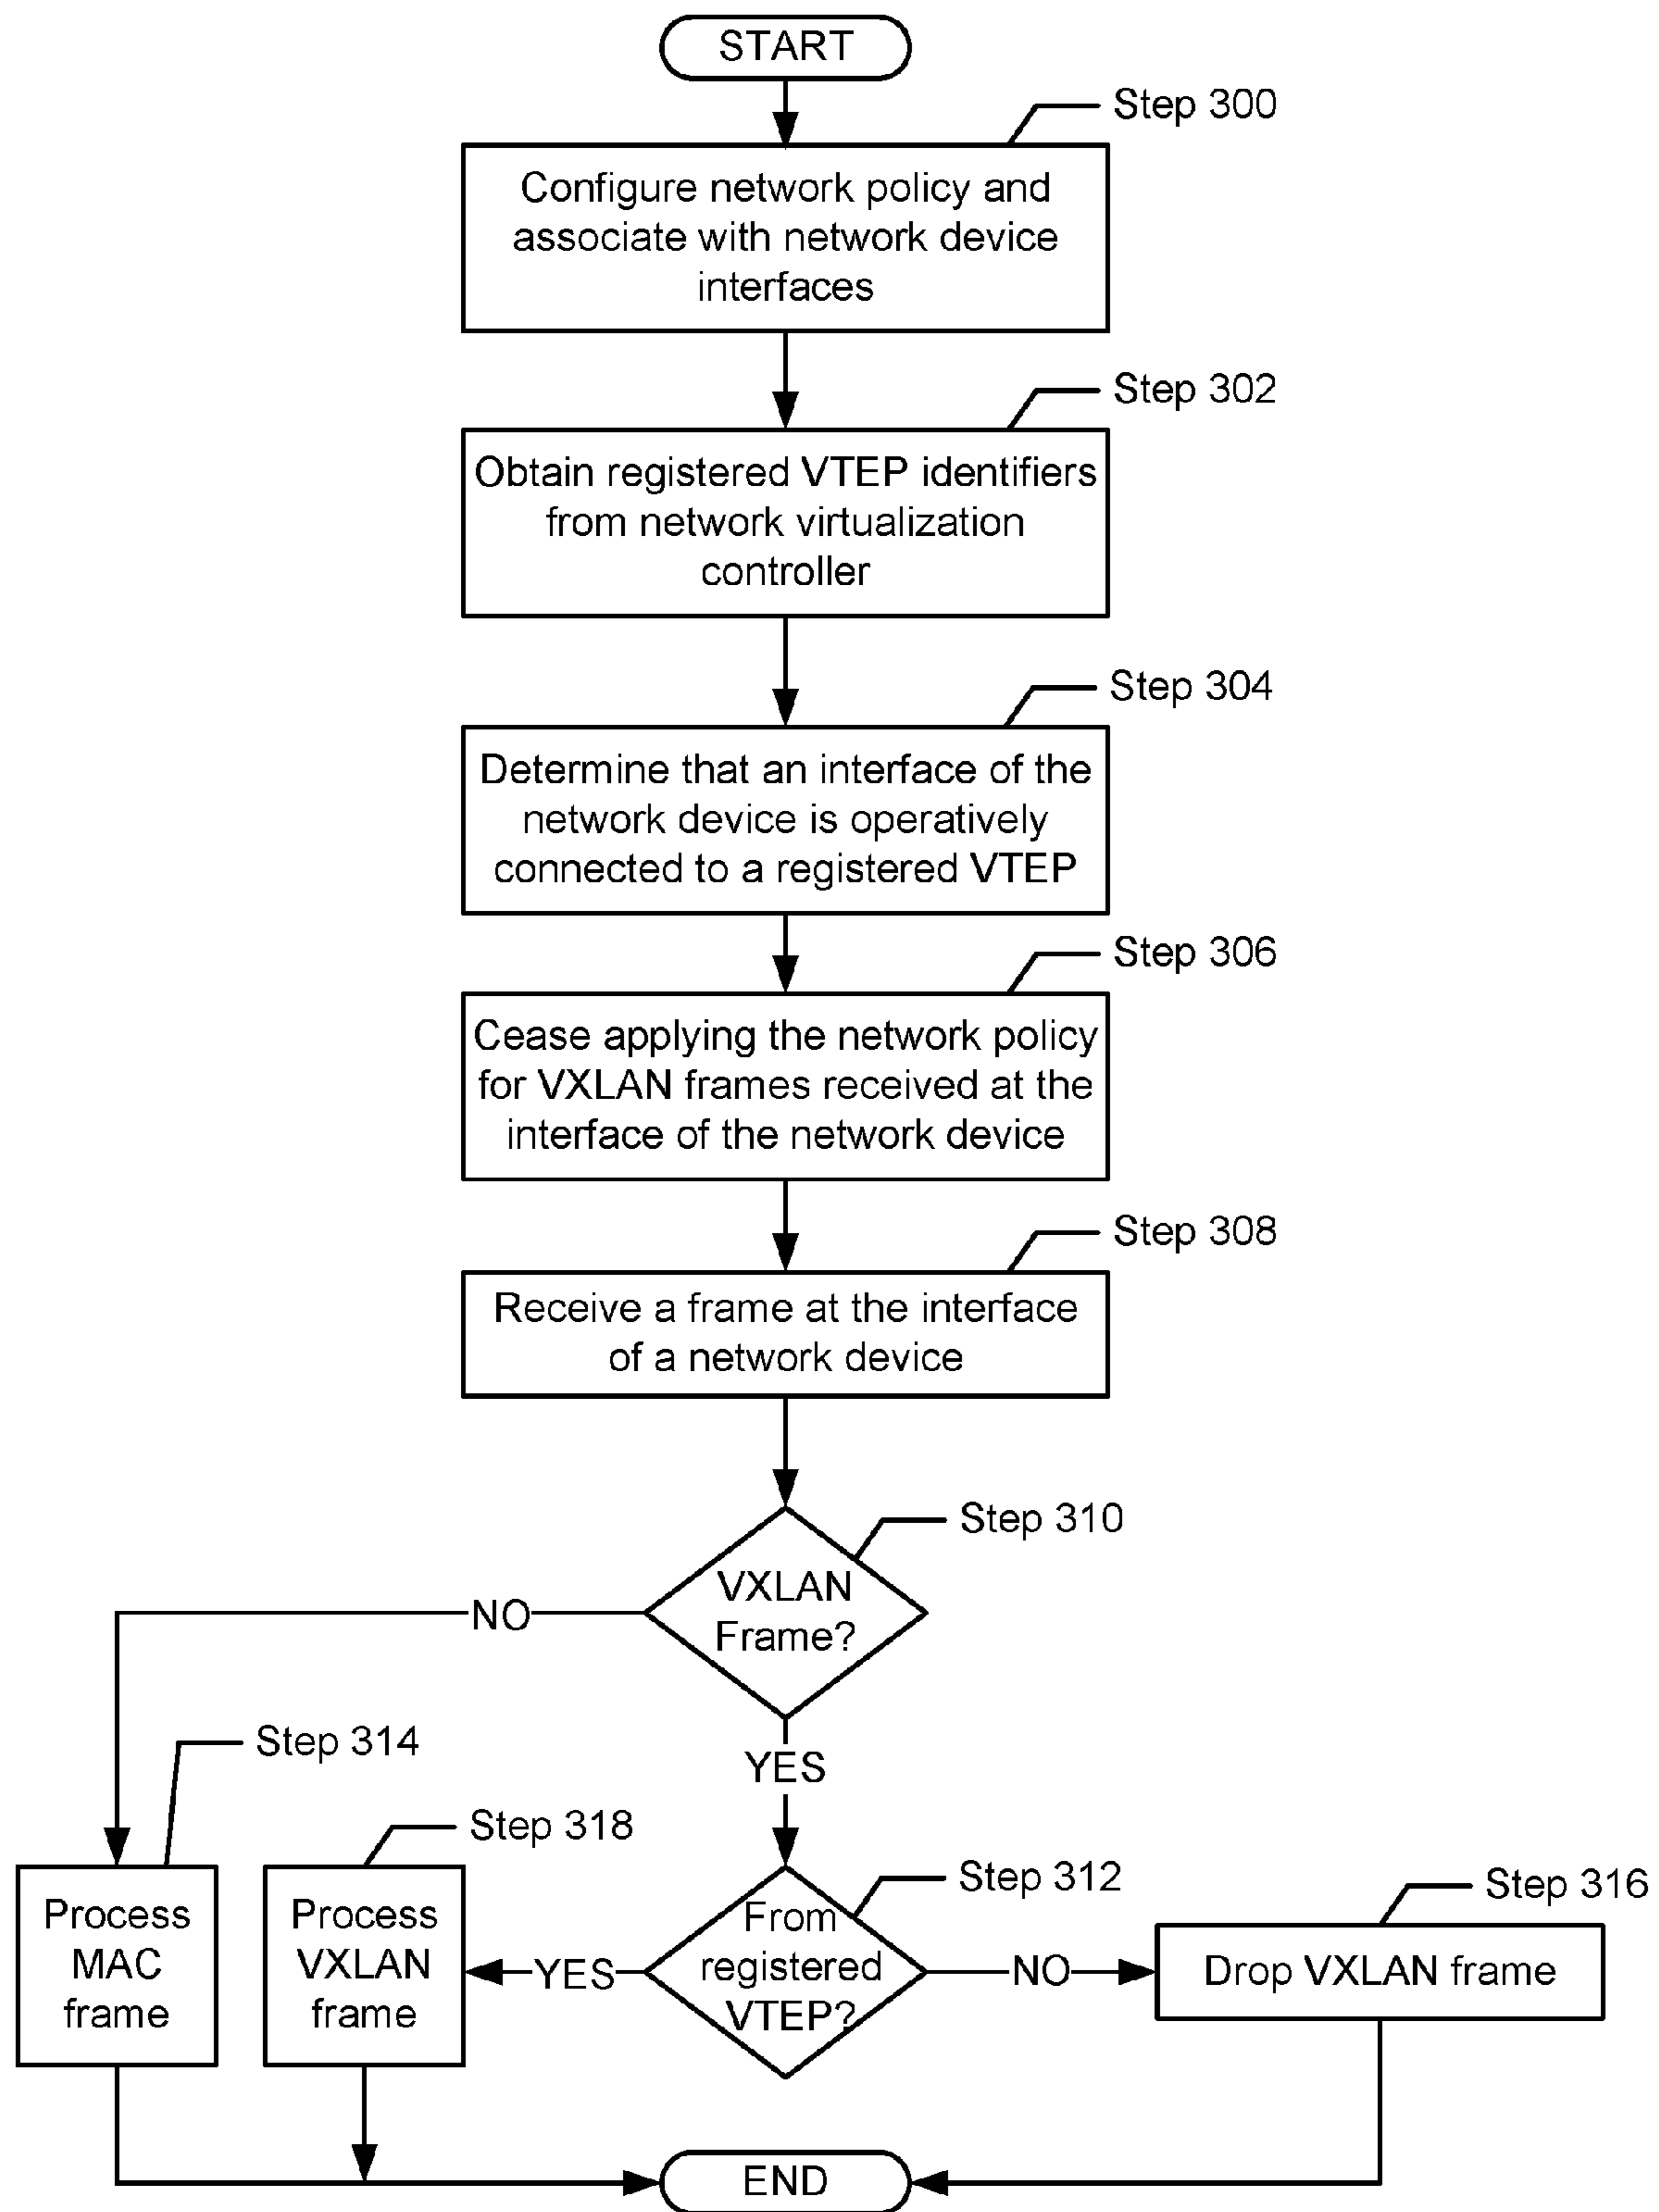 START
Step 300
Configure network policy and
associate with network device
interfaces
Step 302
Obtain registered VTEP identifiers
from network virtualization
controller
Step 304
Determine that an interface of the
network device is operatively
connected to a registered VTEP
Step 306
Cease applying the network policy
for VXLAN frames received at the
interface of the network device
Step 308
Receive a frame at the interface
of a network device
Step 310
VXLAN
Frame?
NO
YES
Step 314
Process
MAC
frame
Step 318
Process
VXLAN
frame
Step 312
From
registered
VTEP?
YES
NO
Step 316
Drop VXLAN frame
END